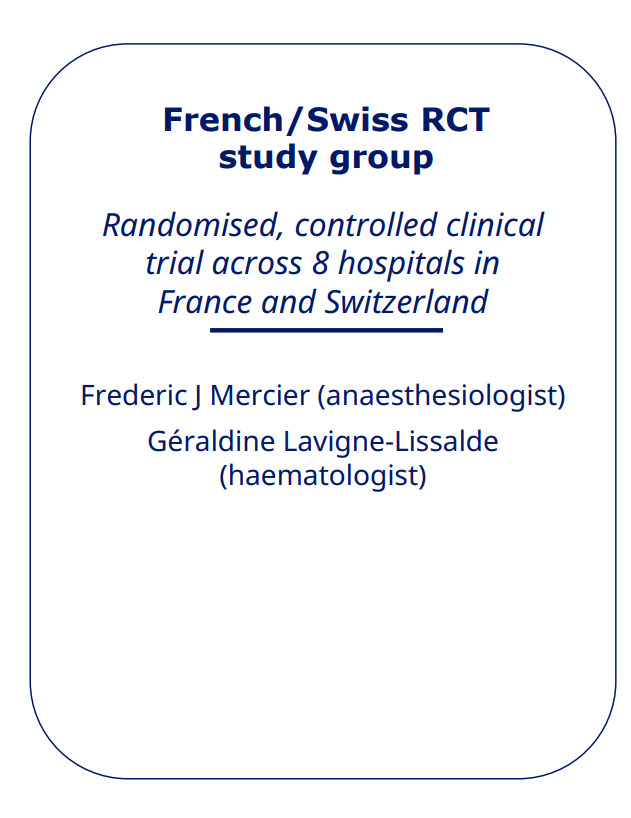 French/Swiss RCT
study group
Randomised, controlled clinical
trial across 8 hospitals in
France and Switzerland
Frederic J Mercier (anaesthesiologist)
Géraldine Lavigne-Lissalde
(haematologist)